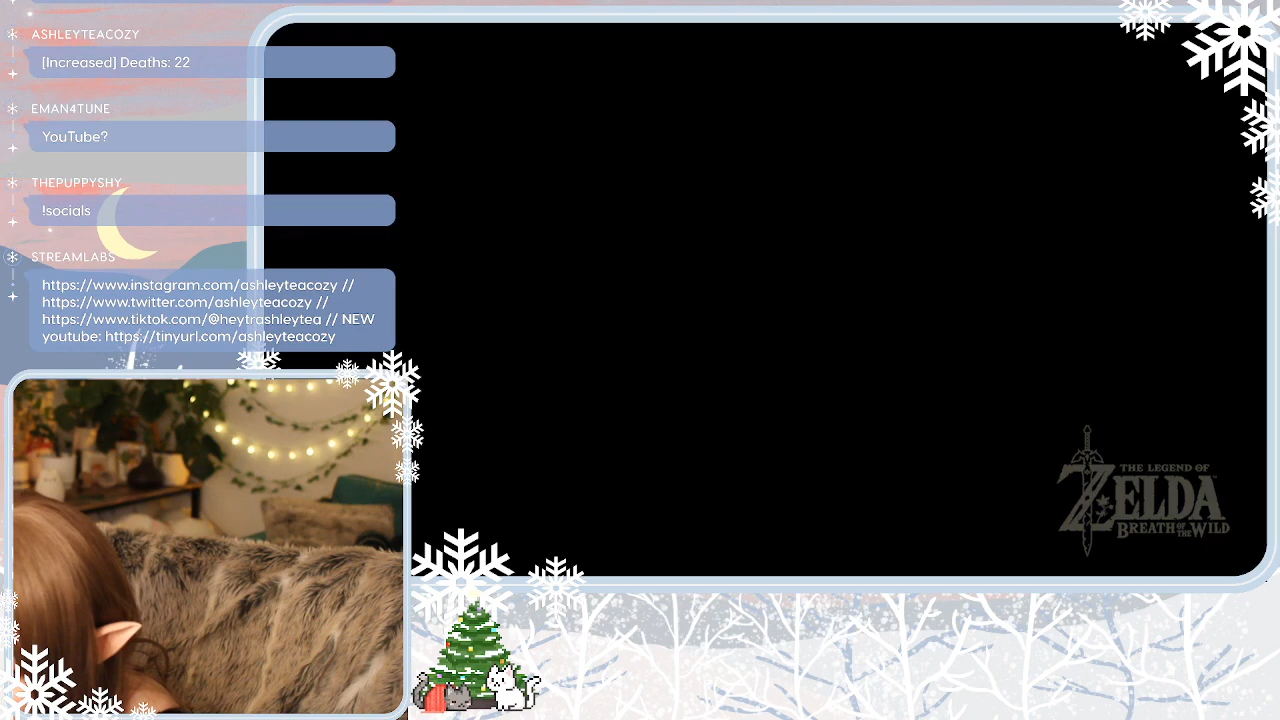 ASHLEYTEACOZY
[Increased] Deaths: 22
EMAN4TUNE
YouTube?
THEPUPPYSHY
!socials
STREAMLABS
https://www.instagram.com/ashleyteacozy //
https://www.twitter.com/ashleyteacozy //
https://www.tiktok.com/@heytrashleytea // NEW
youtube: https://tinyurl.com/ashleyteacozy
THE LEGEND OF
ZELDA
BREATH OF THE WILD